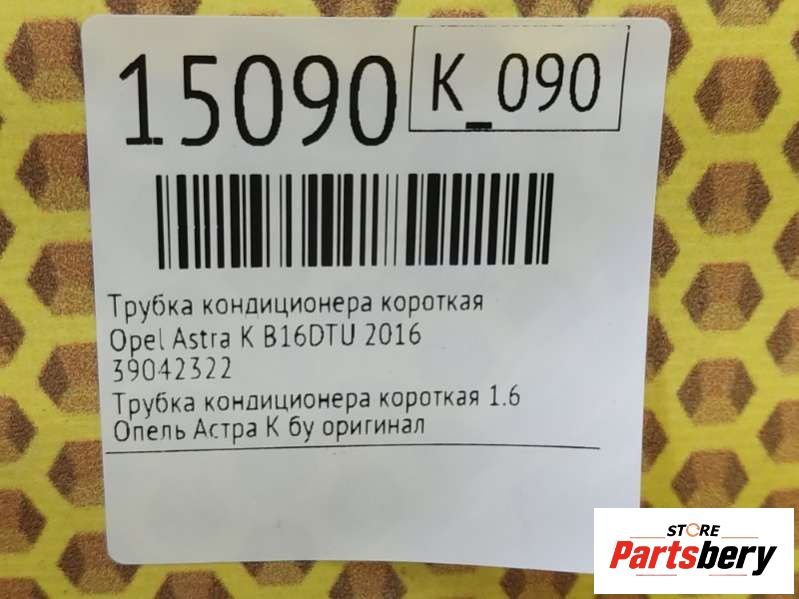 15090
K_090
Трубка кондиционера короткая
Opel Astra K B16DTU 2016
39042322
Трубка кондиционера короткая 1.6
Опель Астра К бу оригинал
STORE
Partsbery